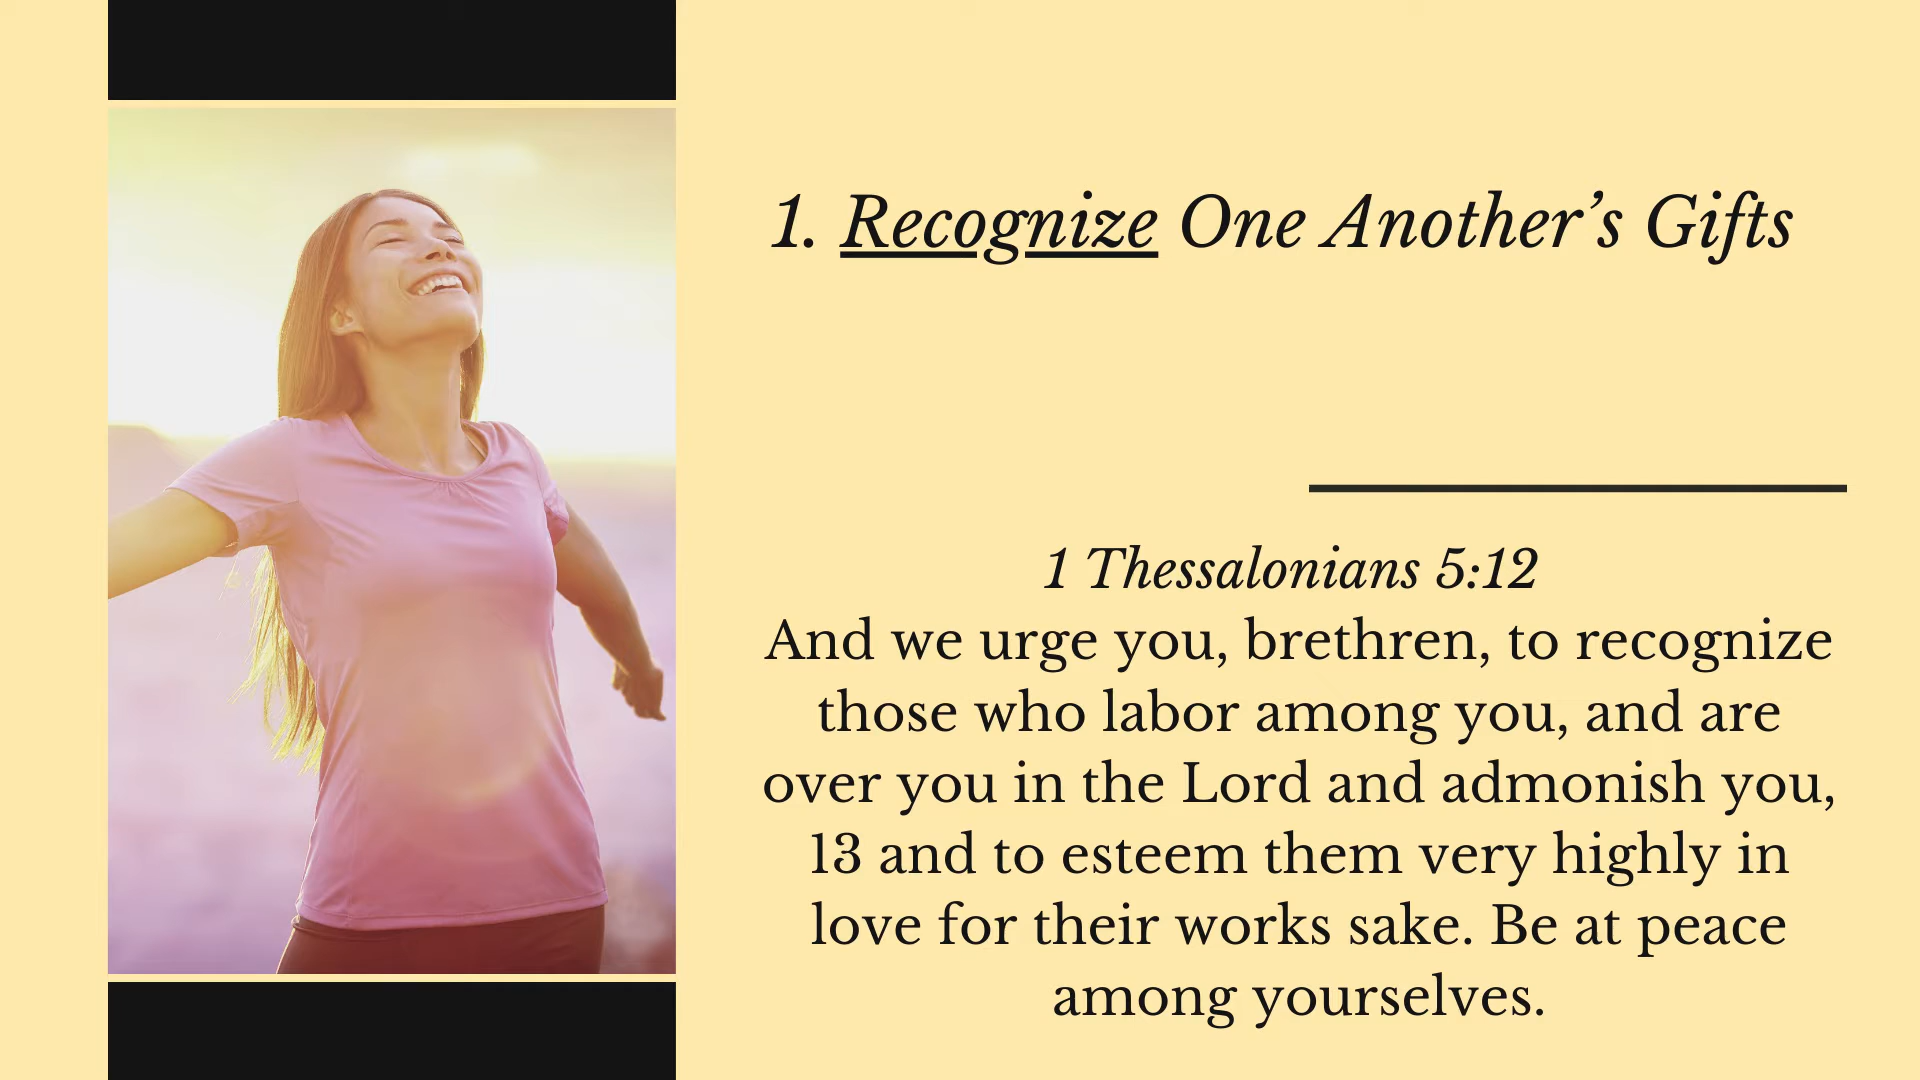 1. Recognize One Another’s Gifts
1 Thessalonians 5:12
And we urge you, brethren, to recognize
those who labor among you, and are
over you in the Lord and admonish you,
13 and to esteem them very highly in
love for their works sake. Be at peace
among yourselves.